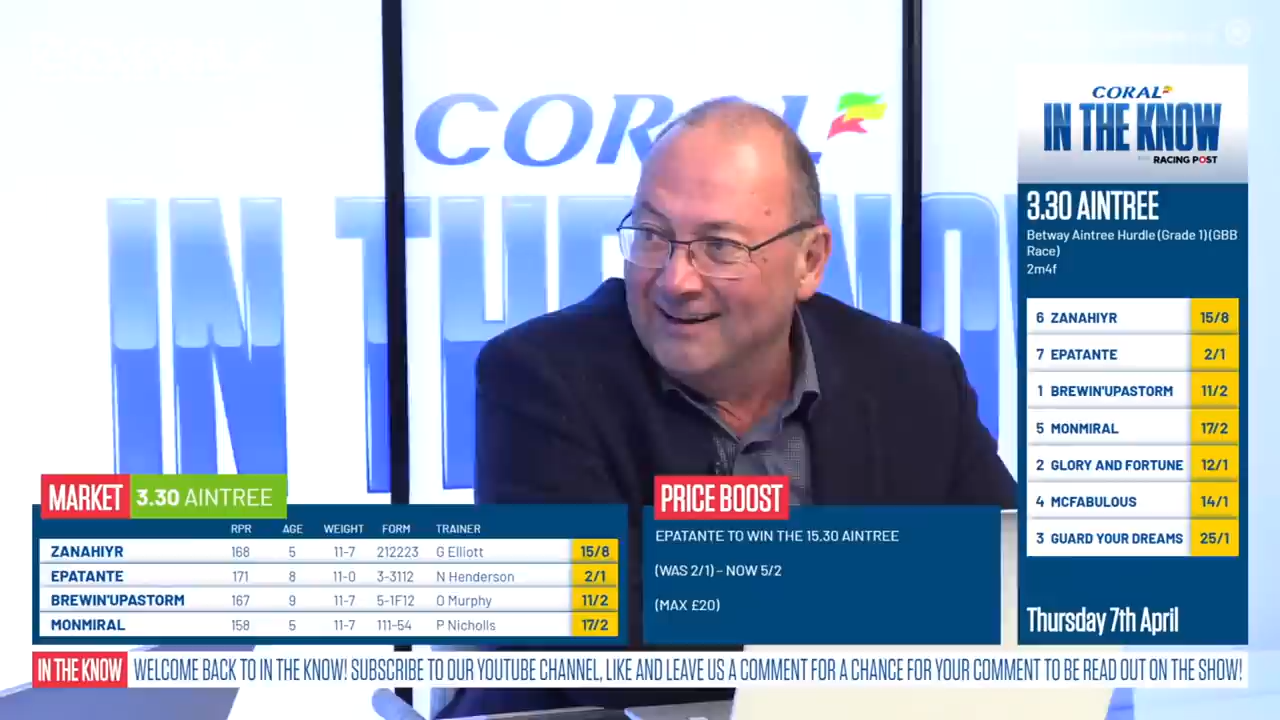 CORAL
IN THE KNOW
CORAL
IN THE KNOW
WITH RACING POST
3.30 AINTREE
Betway Aintree Hurdle (Grade 1) (GBB
Race)
2m4f
6 ZANAHIYR 15/8
7 EPATANTE 2/1
1 BREWIN'UPASTORM 11/2
5 MONMIRAL 17/2
2 GLORY AND FORTUNE 12/1
4 MCFABULOUS 14/1
3 GUARD YOUR DREAMS 25/1
Thursday 7th April
MARKET 3.30 AINTREE
RPR AGE WEIGHT FORM TRAINER
ZANAHIYR 168 5 11-7 212223 G Elliott 15/8
EPATANTE 171 8 11-0 3-3112 N Henderson 2/1
BREWIN'UPASTORM 167 9 11-7 5-1F12 O Murphy 11/2
MONMIRAL 158 5 11-7 111-54 P Nicholls 17/2
PRICE BOOST
EPATANTE TO WIN THE 15.30 AINTREE
(WAS 2/1) – NOW 5/2
(MAX £20)
IN THE KNOW WELCOME BACK TO IN THE KNOW! SUBSCRIBE TO OUR YOUTUBE CHANNEL, LIKE AND LEAVE US A COMMENT FOR A CHANCE FOR YOUR COMMENT TO BE READ OUT ON THE SHOW!